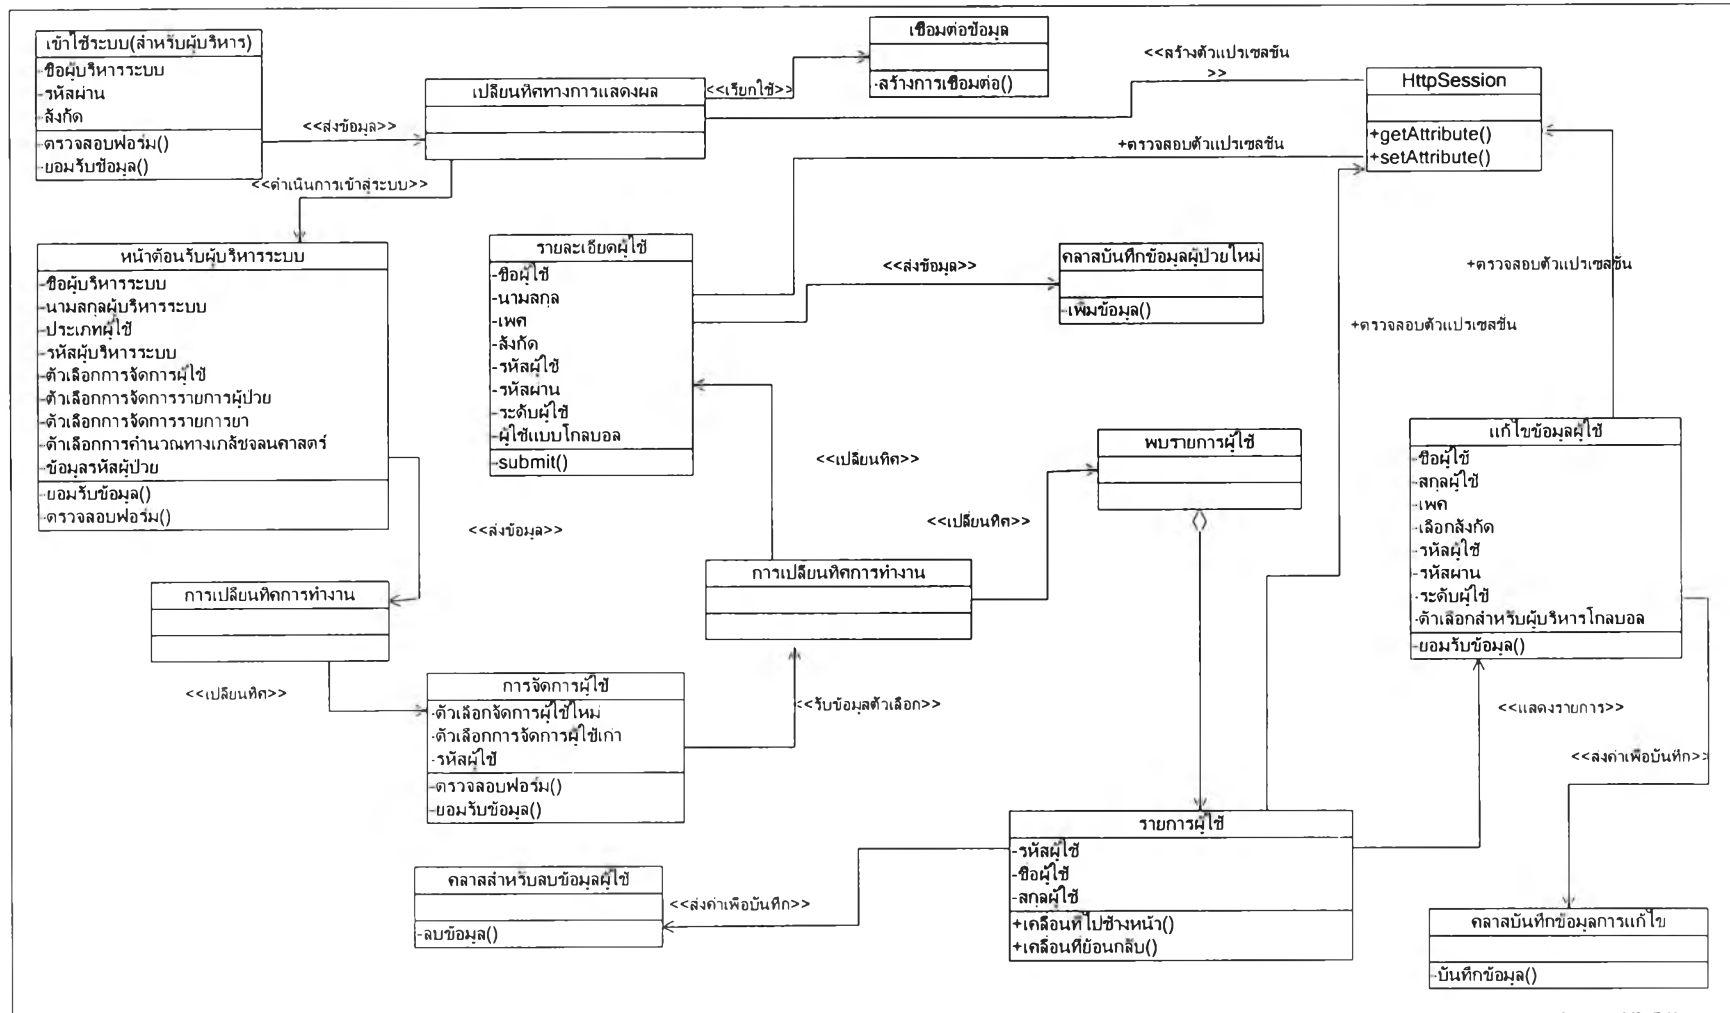 เข้าใช้ระบบ(สำหรับผู้บริหาร)
-ชื่อผู้บริหารระบบ
-รหัสผ่าน
-สังกัด
-ตรวจสอบฟอร์ม()
-ยอมรับข้อมูล()
<<ส่งข้อมูล>>
เปลี่ยนทิศทางการแสดงผล
<<เรียกใช้>>
เชื่อมต่อข้อมูล
-สร้างการเชื่อมต่อ()
<<สร้างตัวแปรเซสชัน
>>
HttpSession
+getAttribute()
+setAttribute()
+ตรวจสอบตัวแปรเซสชัน
<<ดำเนินการเข้าสู่ระบบ>>
หน้าต้อนรับผู้บริหารระบบ
-ชื่อผู้บริหารระบบ
-นามสกุลผู้บริหารระบบ
-ประเภทผู้ใช้
-รหัสผู้บริหารระบบ
-ตัวเลือกการจัดการผู้ใช้
-ตัวเลือกการจัดการรายการผู้ป่วย
-ตัวเลือกการจัดการรายการยา
-ตัวเลือกการคำนวณทางเภสัชจลนศาสตร์
-ข้อมูลรหัสผู้ป่วย
-ยอมรับข้อมูล()
-ตรวจสอบฟอร์ม()
รายละเอียดผู้ใช้
-ชื่อผู้ใช้
-นามสกุล
-เพศ
-สังกัด
-รหัสผู้ใช้
-รหัสผ่าน
-ระดับผู้ใช้
-ผู้ใช้แบบโกลบอล
-submit()
<<ส่งข้อมูล>>
คลาสบันทึกข้อมูลผู้ป่วยใหม่
-เพิ่มข้อมูล()
+ตรวจสอบตัวแปรเซสชัน
+ตรวจสอบตัวแปรเซสชัน
<<เปลี่ยนทิศ>>
พบรายการผู้ใช้
แก้ไขข้อมูลผู้ใช้
-ชื่อผู้ใช้
-สกุลผู้ใช้
-เพศ
-เลือกสังกัด
-รหัสผู้ใช้
-รหัสผ่าน
-ระดับผู้ใช้
-ตัวเลือกสำหรับผู้บริหารโกลบอล
-ยอมรับข้อมูล()
<<ส่งข้อมูล>>
<<เปลี่ยนทิศ>>
การเปลี่ยนทิศการทำงาน
การเปลี่ยนทิศการทำงาน
<<เปลี่ยนทิศ>>
การจัดการผู้ใช้
-ตัวเลือกจัดการผู้ใช้ใหม่
-ตัวเลือกการจัดการผู้ใช้เก่า
-รหัสผู้ใช้
-ตรวจสอบฟอร์ม()
-ยอมรับข้อมูล()
<<รับข้อมูลตัวเลือก>>
<<แสดงรายการ>>
<<ส่งค่าเพื่อบันทึก>>
รายการผู้ใช้
-รหัสผู้ใช้
-ชื่อผู้ใช้
-สกุลผู้ใช้
+เคลื่อนที่ไปข้างหน้า()
+เคลื่อนที่ย้อนกลับ()
คลาสสำหรับลบข้อมูลผู้ใช้
-ลบข้อมูล()
<<ส่งค่าเพื่อบันทึก>>
คลาสบันทึกข้อมูลการแก้ไข
-บันทึกข้อมูล()